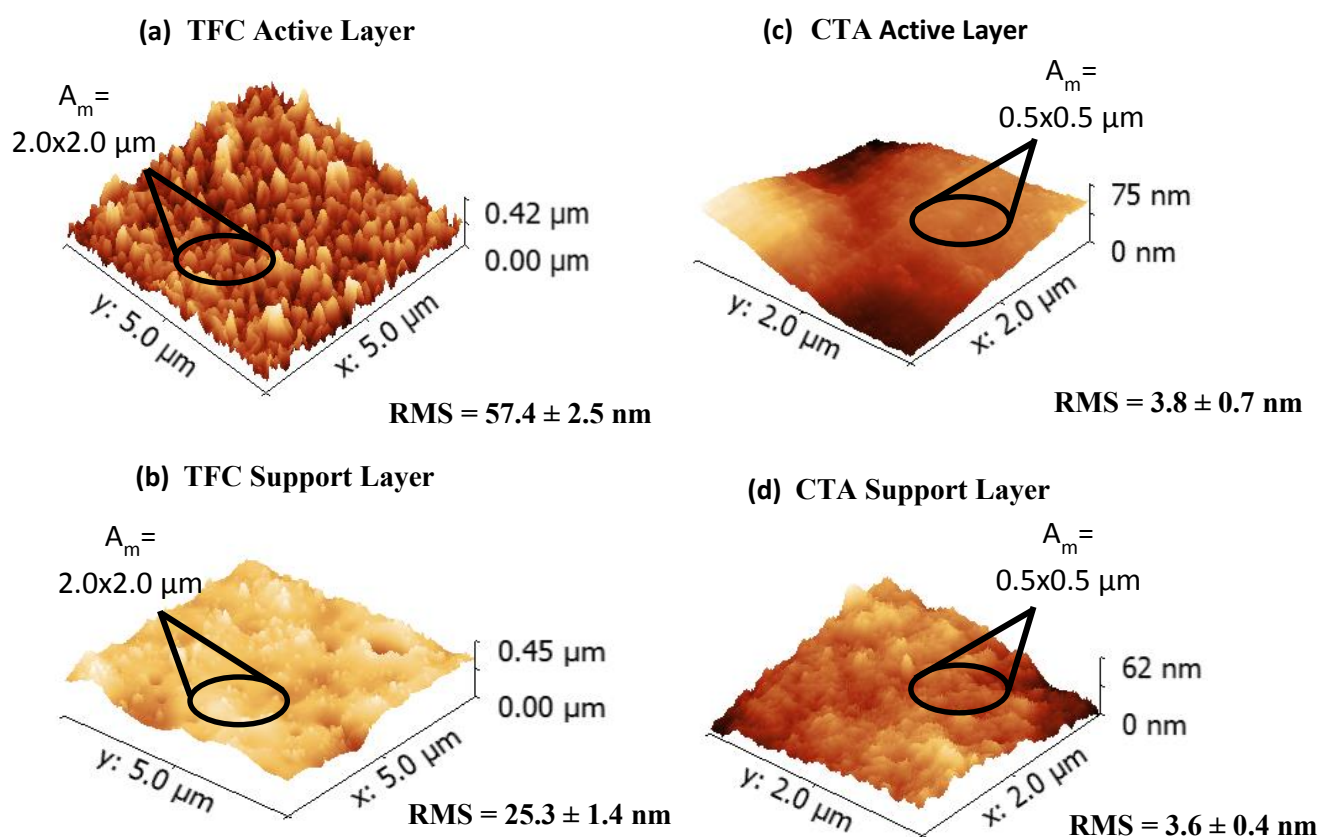 (a) TFC Active Layer
A_m=
2.0x2.0 µm
0.42 µm
0.00 µm
y: 5.0 µm
x: 5.0 µm
RMS = 57.4 ± 2.5 nm
(c) CTA Active Layer
A_m=
0.5x0.5 µm
75 nm
0 nm
y: 2.0 µm
x: 2.0 µm
RMS = 3.8 ± 0.7 nm
(b) TFC Support Layer
A_m=
2.0x2.0 µm
0.45 µm
0.00 µm
y: 5.0 µm
x: 5.0 µm
RMS = 25.3 ± 1.4 nm
(d) CTA Support Layer
A_m=
0.5x0.5 µm
62 nm
0 nm
y: 2.0 µm
x: 2.0 µm
RMS = 3.6 ± 0.4 nm